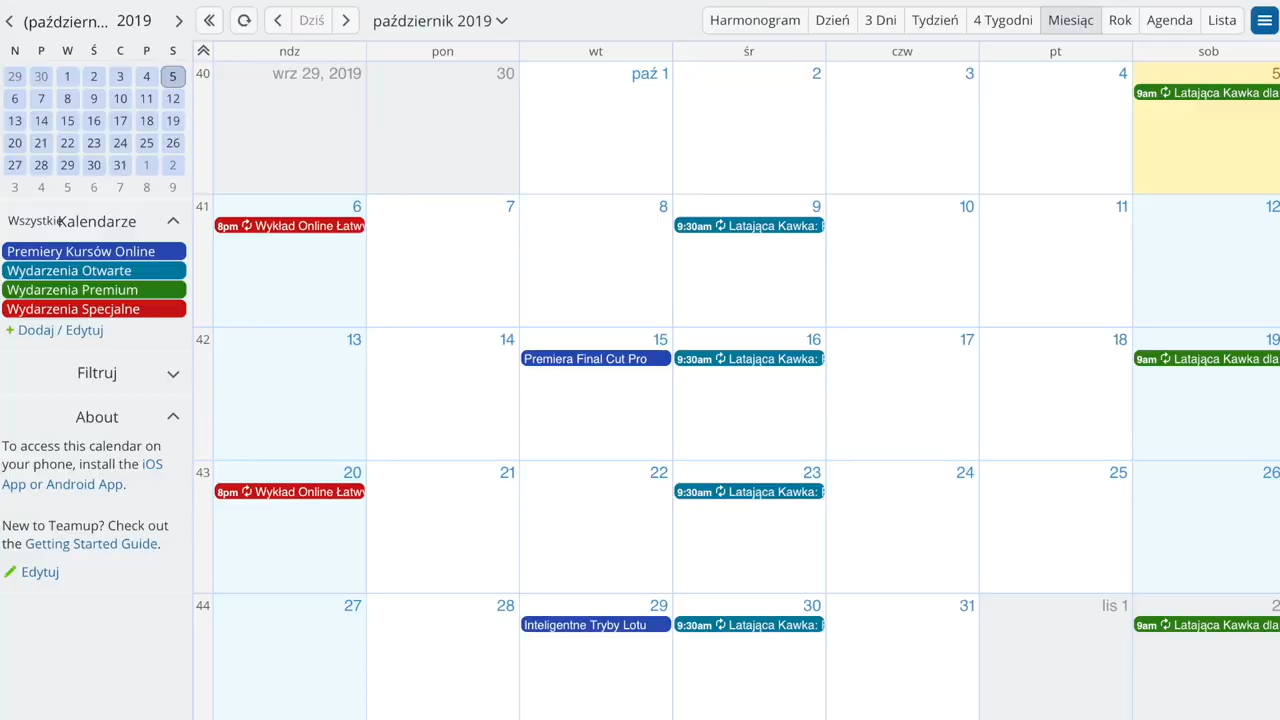 (październ... 2019
N P W Ś C P S
29 30 1 2 3 4 5
6 7 8 9 10 11 12
13 14 15 16 17 18 19
20 21 22 23 24 25 26
27 28 29 30 31 1 2
3 4 5 6 7 8 9
Wszystkie Kalendarze
Premiery Kursów Online
Wydarzenia Otwarte
Wydarzenia Premium
Wydarzenia Specjalne
+ Dodaj / Edytuj
Filtruj
About
To access this calendar on
your phone, install the iOS
App or Android App.
New to Teamup? Check out
the Getting Started Guide.
Edytuj
Dziś październik 2019 Harmonogram Dzień 3 Dni Tydzień 4 Tygodni Miesiąc Rok Agenda Lista
ndz pon wt śr czw pt sob
40 wrz 29, 2019 30 paź 1 2 3 4 5
9am Latająca Kawka dla
41 6 7 8 9 10 11 12
8pm Wykład Online Łatw 9:30am Latająca Kawka:
42 13 14 15 16 17 18 19
Premiera Final Cut Pro 9:30am Latająca Kawka: 9am Latająca Kawka dla
43 20 21 22 23 24 25 26
8pm Wykład Online Łatw 9:30am Latająca Kawka:
44 27 28 29 30 31 lis 1 2
Inteligentne Tryby Lotu 9:30am Latająca Kawka: 9am Latająca Kawka dla